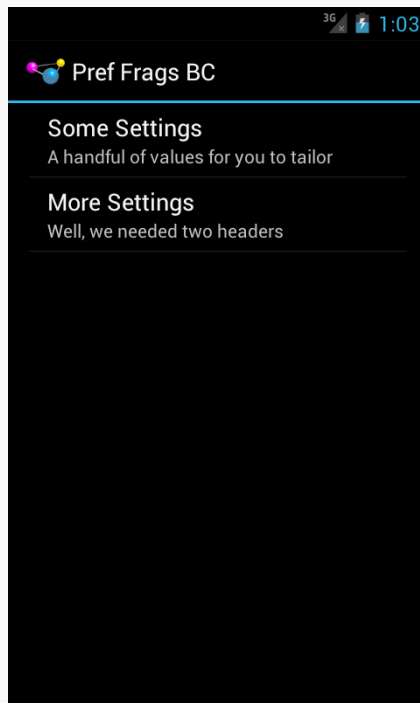 3G 1:03
Pref Frags BC
Some Settings
A handful of values for you to tailor
More Settings
Well, we needed two headers